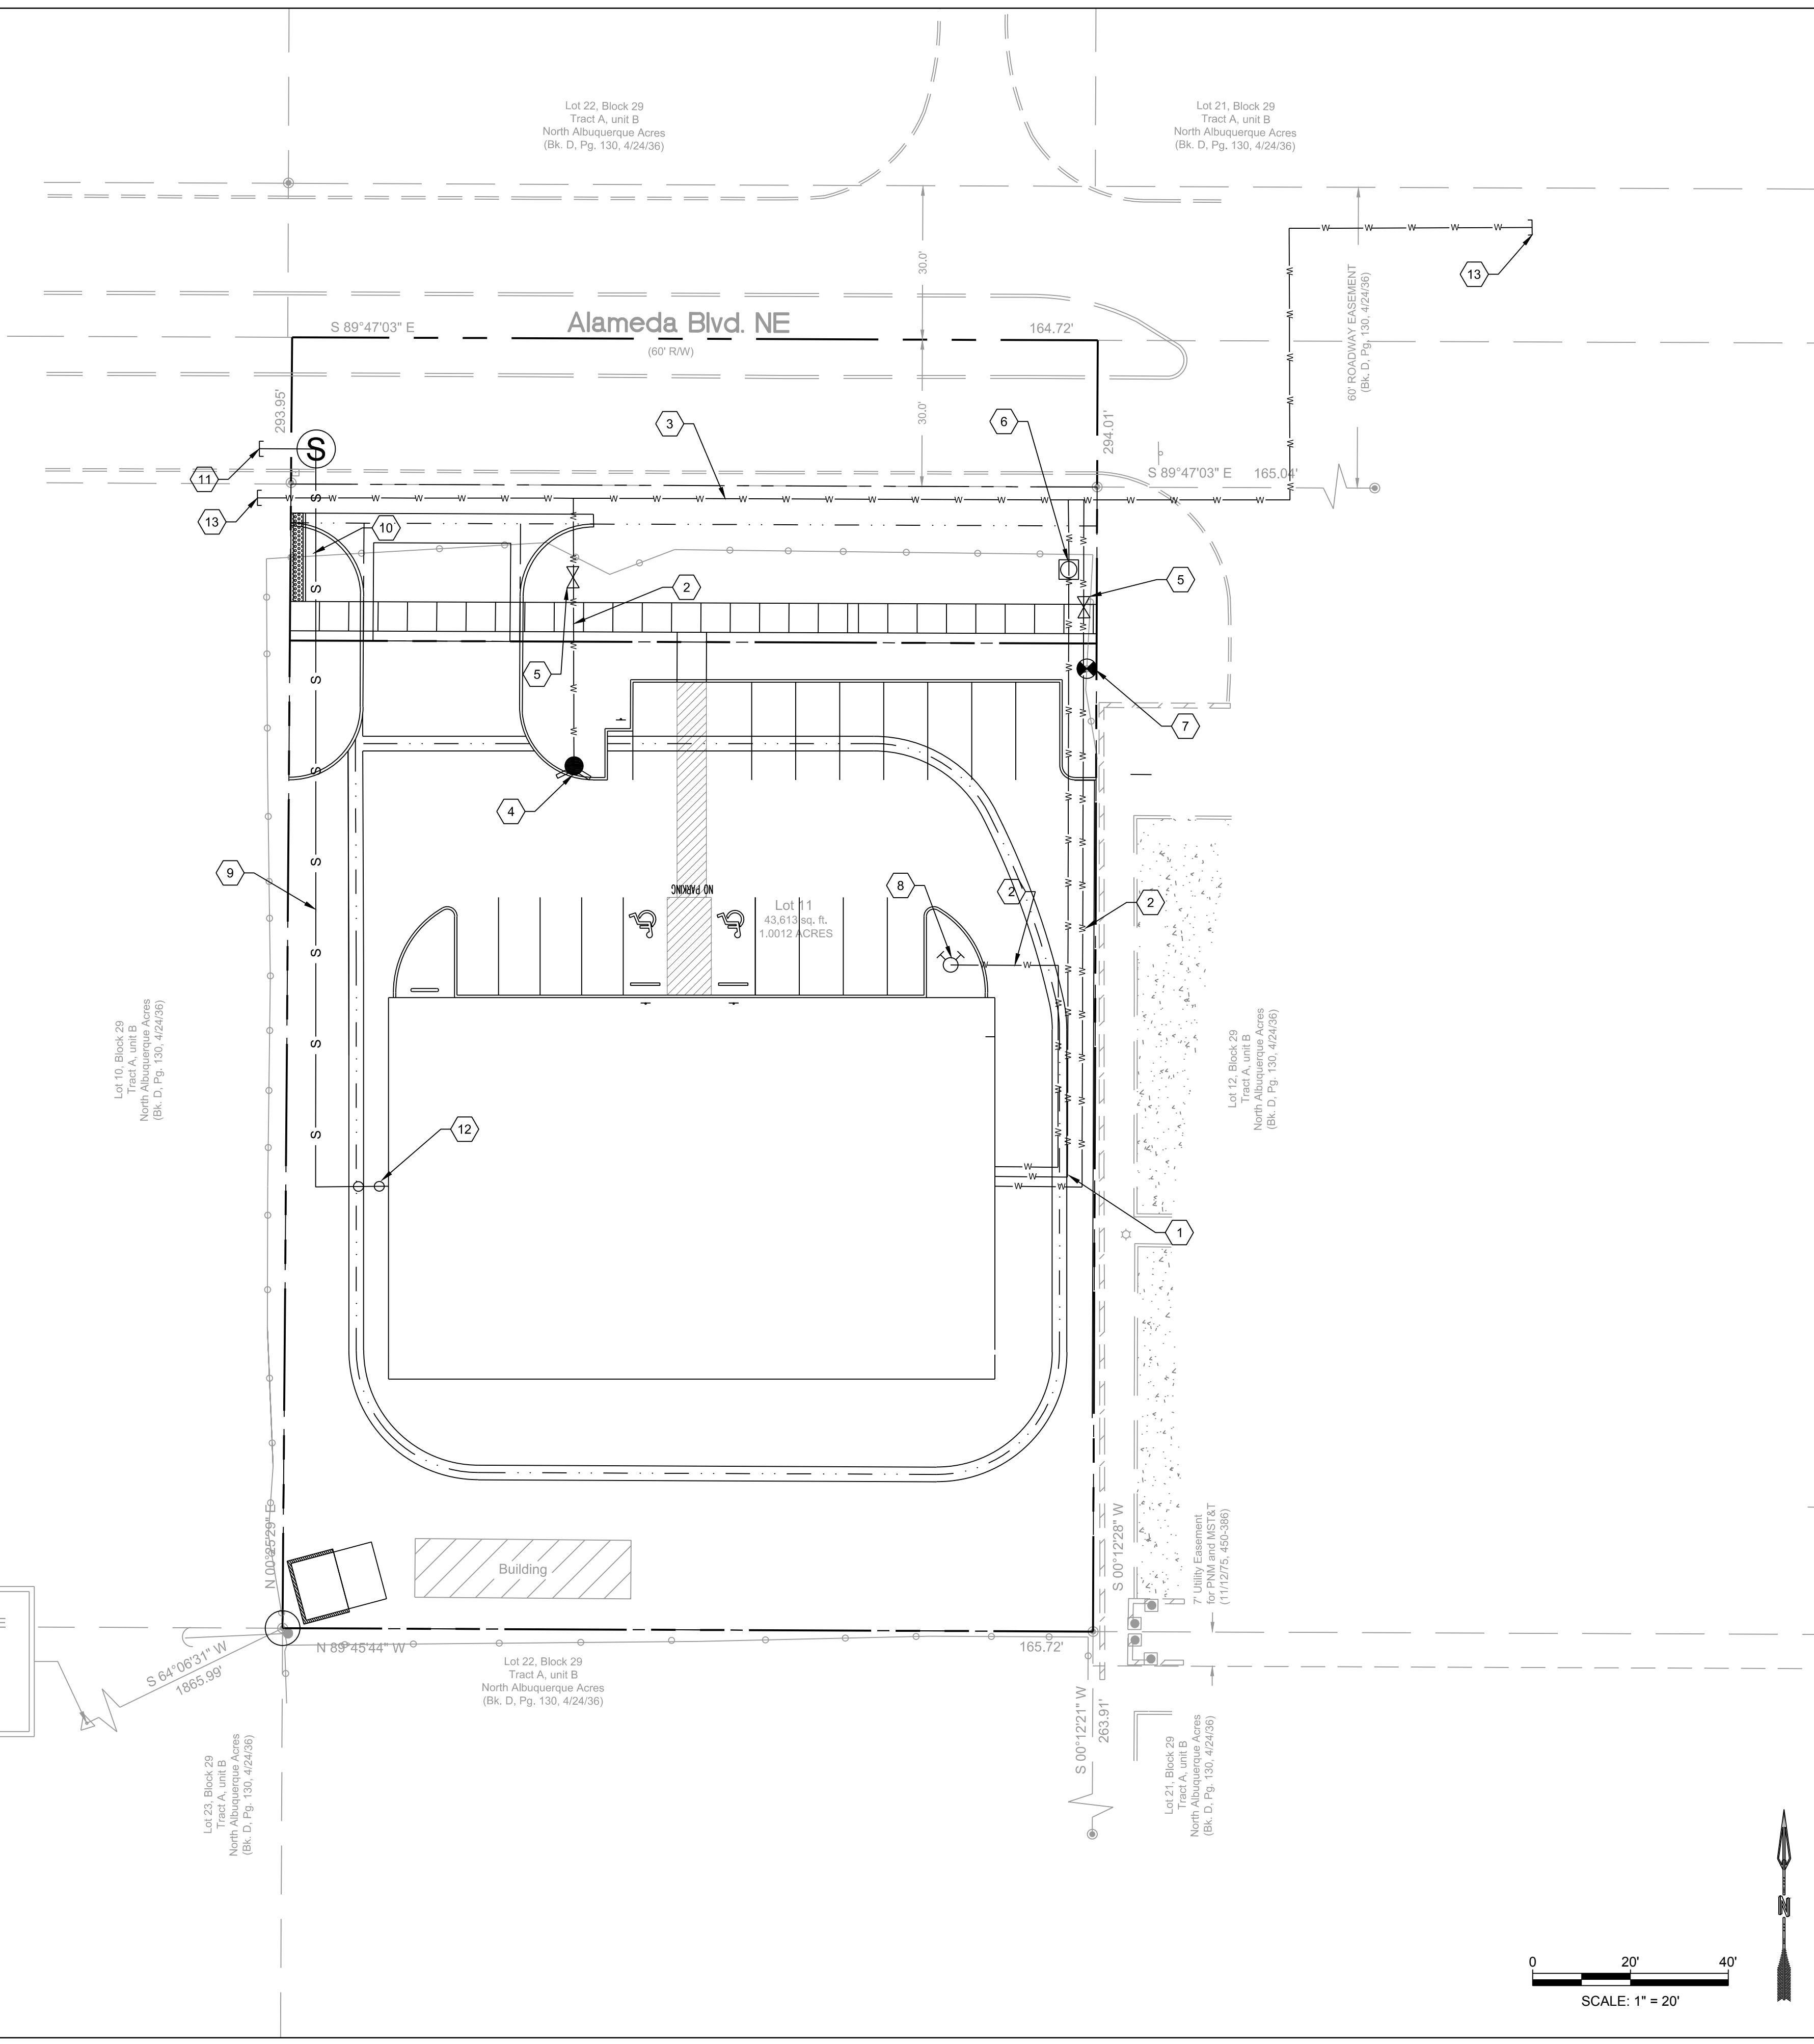 Lot 22, Block 29
Tract A, unit B
North Albuquerque Acres
(Bk. D, Pg. 130, 4/24/36)
Lot 21, Block 29
Tract A, unit B
North Albuquerque Acres
(Bk. D, Pg. 130, 4/24/36)
30.0'
60' ROADWAY EASEMENT
(Bk. D, Pg. 130, 4/24/36)
W W W W W
13
S 89°47'03" E
Alameda Blvd. NE
164.72'
(60' R/W)
293.95'
30.0'
294.01'
3
6
S
11
S 89°47'03" E
165.04'
13
10
2
5
5
7
4
9
NO PARKING
8
2
2
Lot 11
43,613 sq. ft.
1.0012 ACRES
Lot 10, Block 29
Tract A, unit B
North Albuquerque Acres
(Bk. D, Pg. 130, 4/24/36)
Lot 12, Block 29
Tract A, unit B
North Albuquerque Acres
(Bk. D, Pg. 130, 4/24/36)
12
1
N 00°25'29" E
Building
S 00°12'28" W
7' Utility Easement
for PNM and MST&T
(11/12/75, 450-386)
E
S 64°06'31" W
1865.99'
N 89°45'44" W
165.72'
Lot 22, Block 29
Tract A, unit B
North Albuquerque Acres
(Bk. D, Pg. 130, 4/24/36)
S 00°12'21" W
263.91'
Lot 23, Block 29
Tract A, unit B
North Albuquerque Acres
(Bk. D, Pg. 130, 4/24/36)
Lot 21, Block 29
Tract A, unit B
North Albuquerque Acres
(Bk. D, Pg. 130, 4/24/36)
N
0 20' 40'
SCALE: 1" = 20'